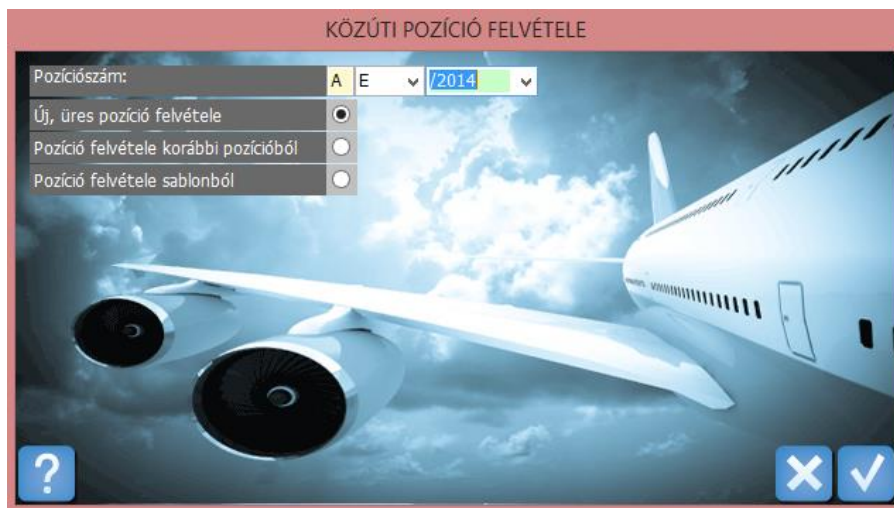 KÖZÚTI POZÍCIÓ FELVÉTELE
Pozíciószám: A E /2014
Új, üres pozíció felvétele
Pozíció felvétele korábbi pozícióból
Pozíció felvétele sablonból
?